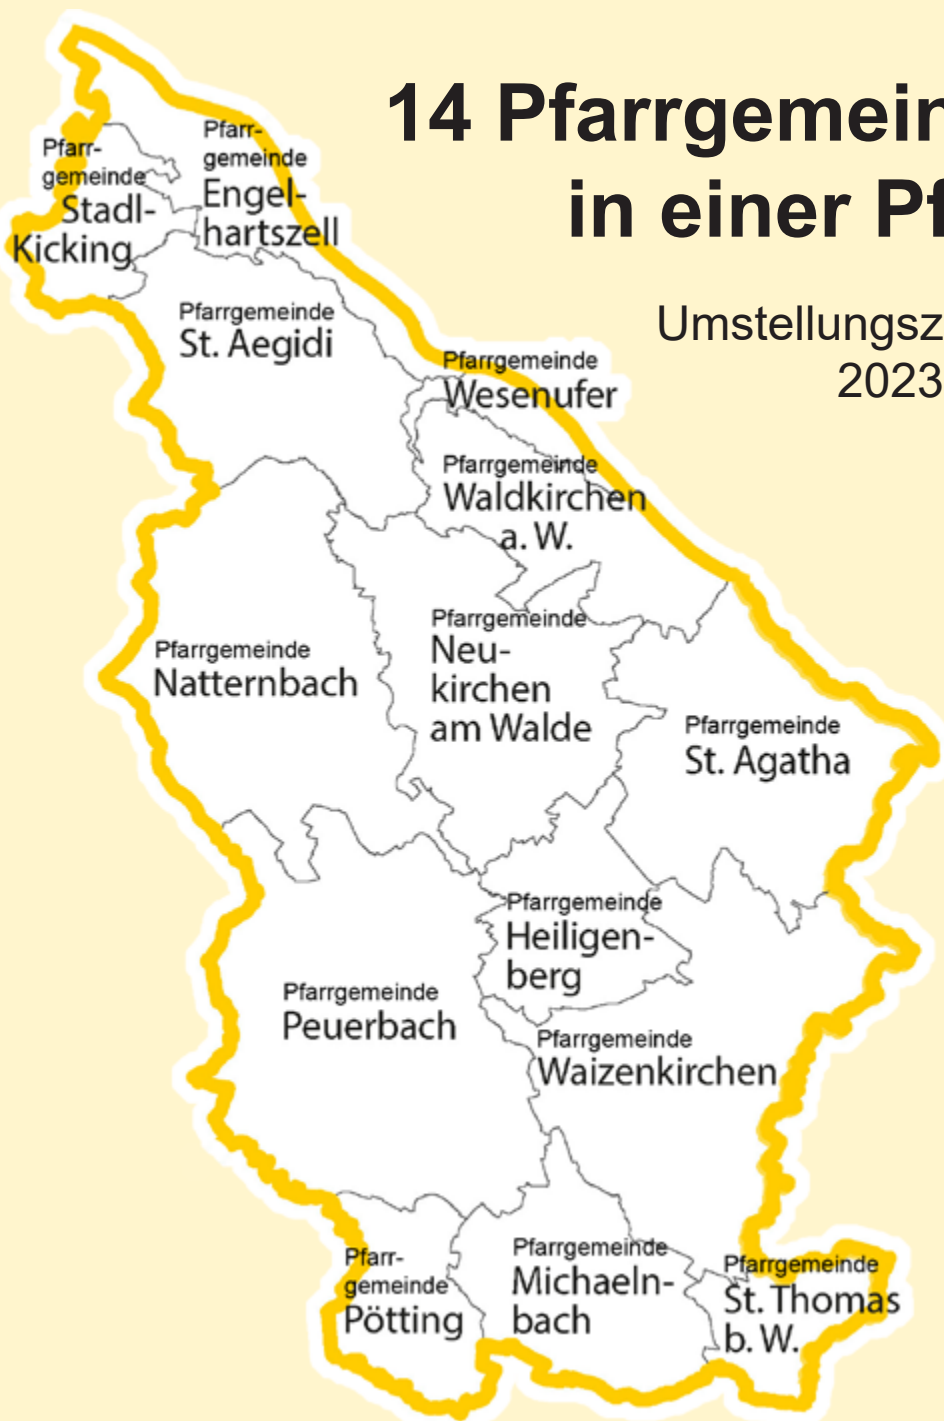 14 Pfarrgemein
in einer Pf
Umstellungsz
2023
Pfarr-
gemeinde
Stadl-
Kicking
Pfarr-
gemeinde
Engel-
hartszell
Pfarrgemeinde
St. Aegidi
Pfarrgemeinde
Wesenufer
Pfarrgemeinde
Waldkirchen
a. W.
Pfarrgemeinde
Natternbach
Pfarrgemeinde
Neu-
kirchen
am Walde
Pfarrgemeinde
St. Agatha
Pfarrgemeinde
Heiligen-
berg
Pfarrgemeinde
Peuerbach
Pfarrgemeinde
Waizenkirchen
Pfarr-
gemeinde
Pötting
Pfarrgemeinde
Michaeln-
bach
Pfarrgemeinde
St. Thomas
b. W.